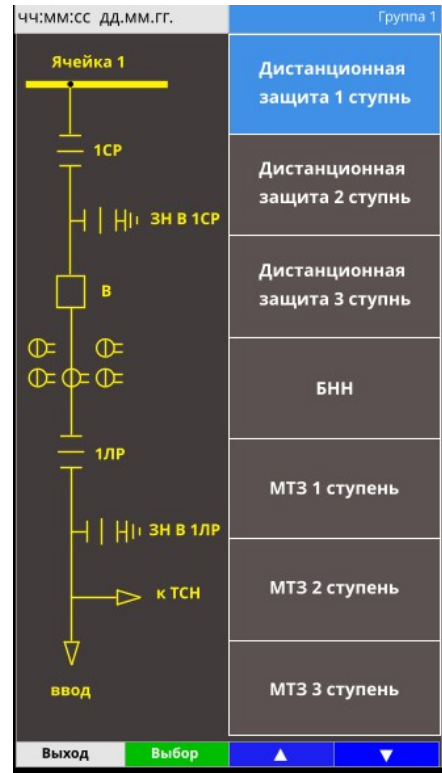 чч:мм:сс дд.мм.гг.
Группа 1
Ячейка 1
1СР
ЗН В 1СР
В
1ЛР
ЗН В 1ЛР
к ТСН
ввод
Дистанционная
защита 1 ступнь
Дистанционная
защита 2 ступнь
Дистанционная
защита 3 ступнь
БНН
МТЗ 1 ступень
МТЗ 2 ступень
МТЗ 3 ступень
Выход
Выбор